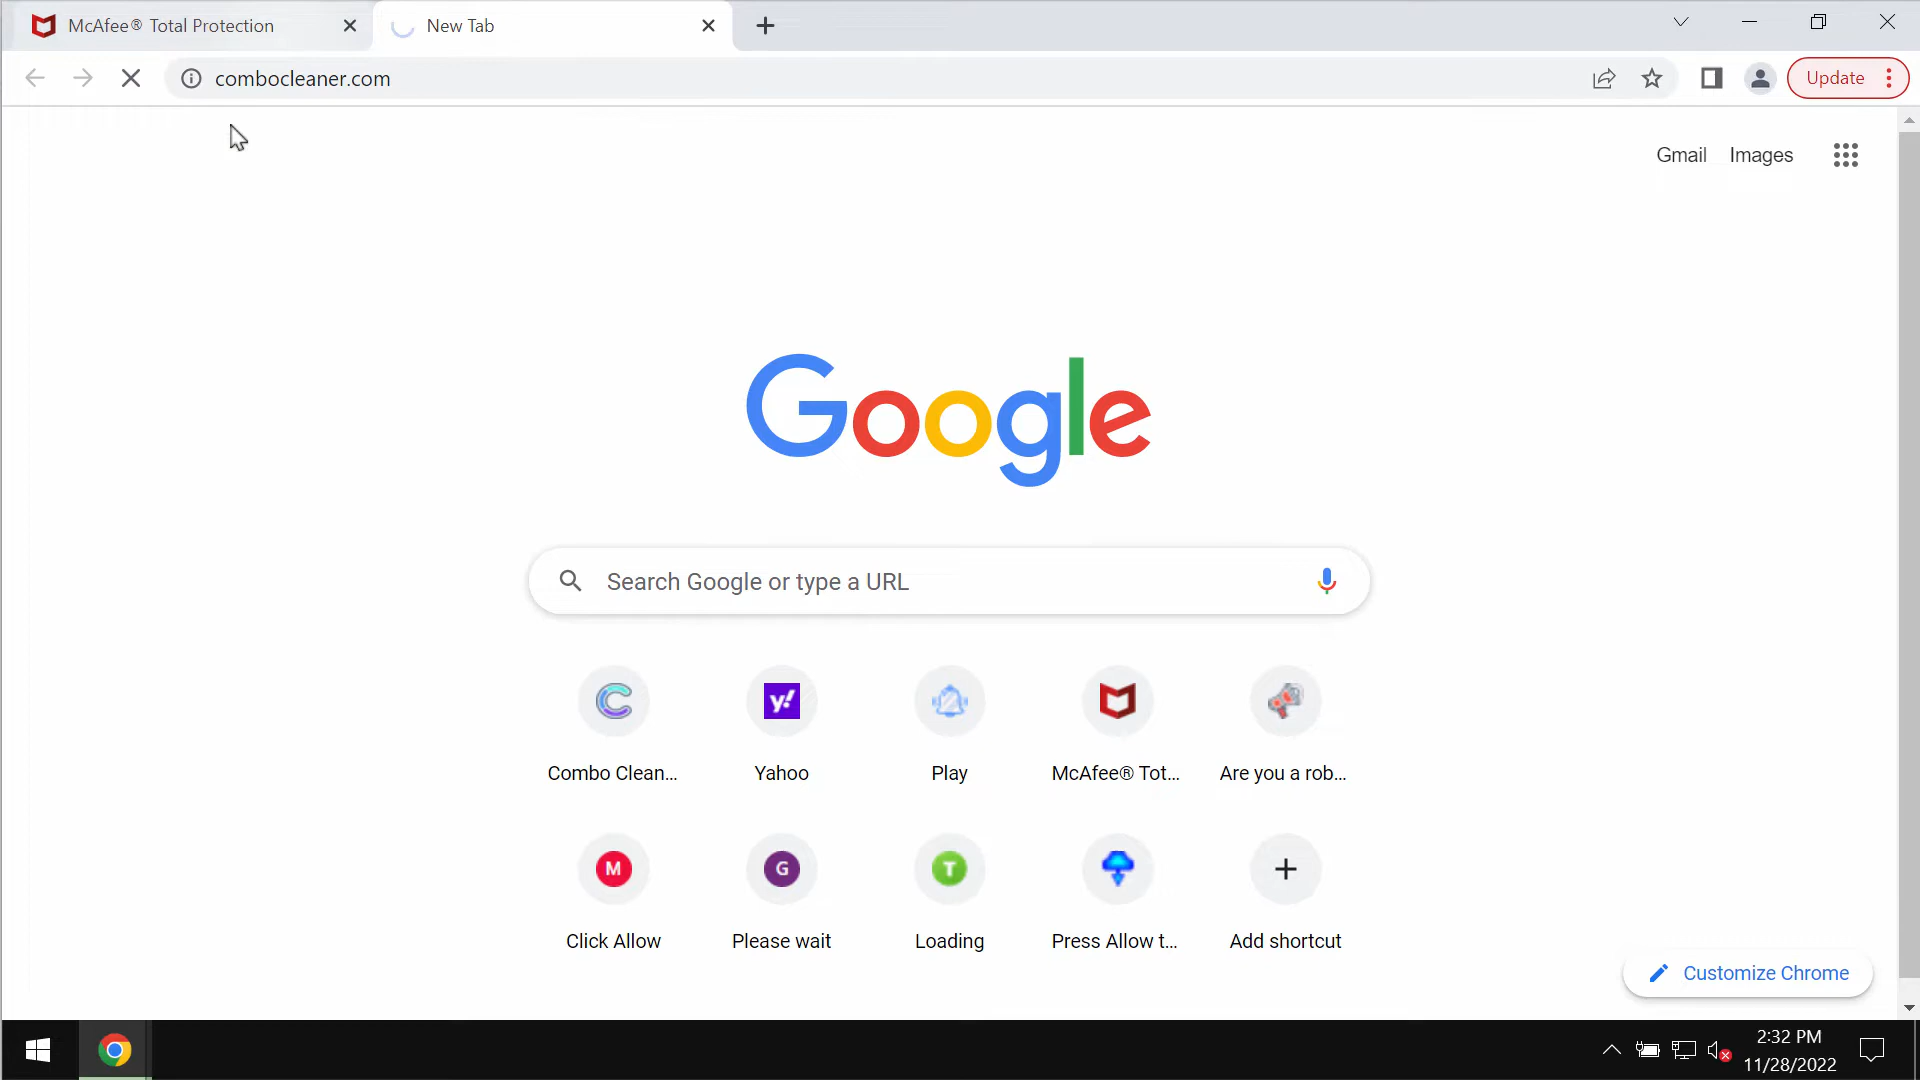 McAfee® Total Protection
New Tab
combocleaner.com
Update
Gmail
Images
Google
Search Google or type a URL
Combo Clean...
Yahoo
Play
McAfee® Tot...
Are you a rob...
M
G
T
Click Allow
Please wait
Loading
Press Allow t...
Add shortcut
Customize Chrome
2:32 PM
11/28/2022